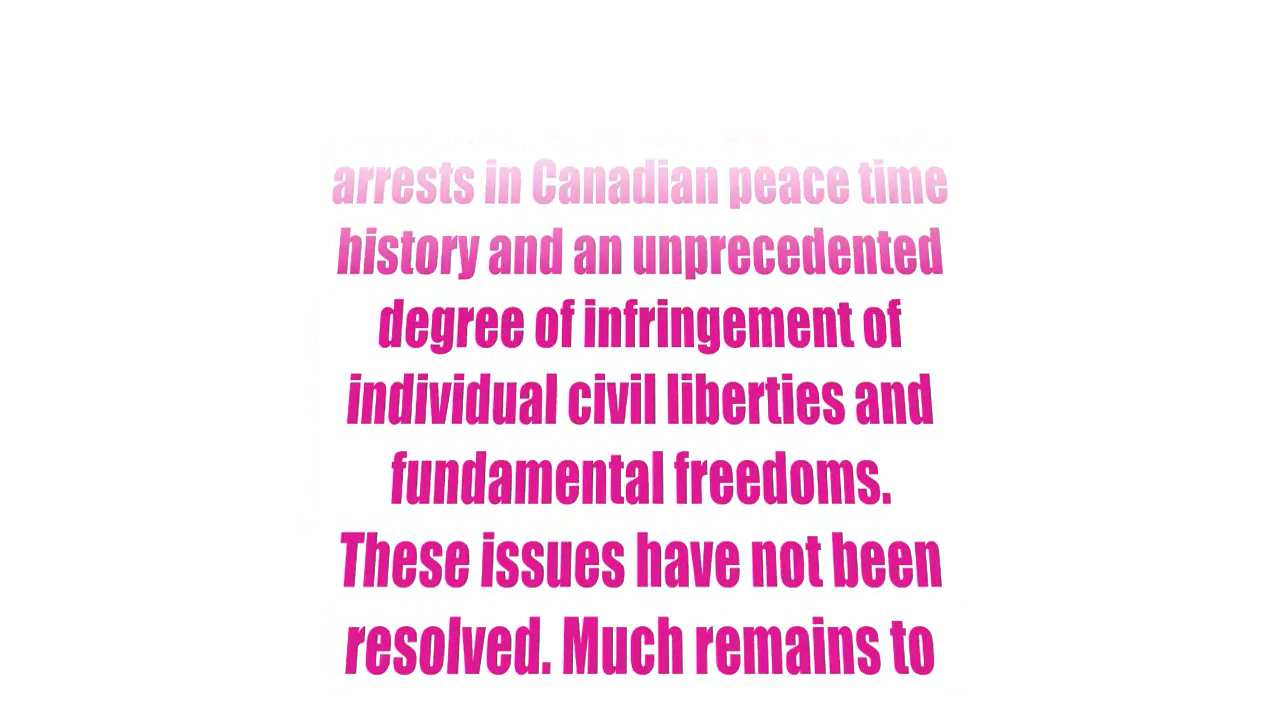 arrests in Canadian peace time
history and an unprecedented
degree of infringement of
individual civil liberties and
fundamental freedoms.
These issues have not been
resolved. Much remains to